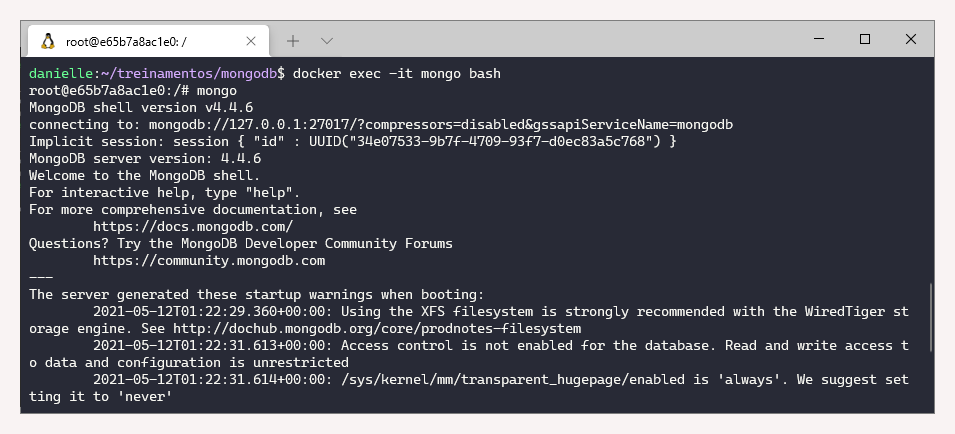 root@e65b7a8ac1e0: /
danielle:~/treinamentos/mongodb$ docker exec -it mongo bash
root@e65b7a8ac1e0:/# mongo
MongoDB shell version v4.4.6
connecting to: mongodb://127.0.0.1:27017/?compressors=disabled&gssapiServiceName=mongodb
Implicit session: session { "id" : UUID("34e07533-9b7f-4709-93f7-d0ec83a5c768") }
MongoDB server version: 4.4.6
Welcome to the MongoDB shell.
For interactive help, type "help".
For more comprehensive documentation, see
        https://docs.mongodb.com/
Questions? Try the MongoDB Developer Community Forums
        https://community.mongodb.com
---
The server generated these startup warnings when booting:
        2021-05-12T01:22:29.360+00:00: Using the XFS filesystem is strongly recommended with the WiredTiger st
orage engine. See http://dochub.mongodb.org/core/prodnotes-filesystem
        2021-05-12T01:22:31.613+00:00: Access control is not enabled for the database. Read and write access t
o data and configuration is unrestricted
        2021-05-12T01:22:31.614+00:00: /sys/kernel/mm/transparent_hugepage/enabled is 'always'. We suggest set
ting it to 'never'